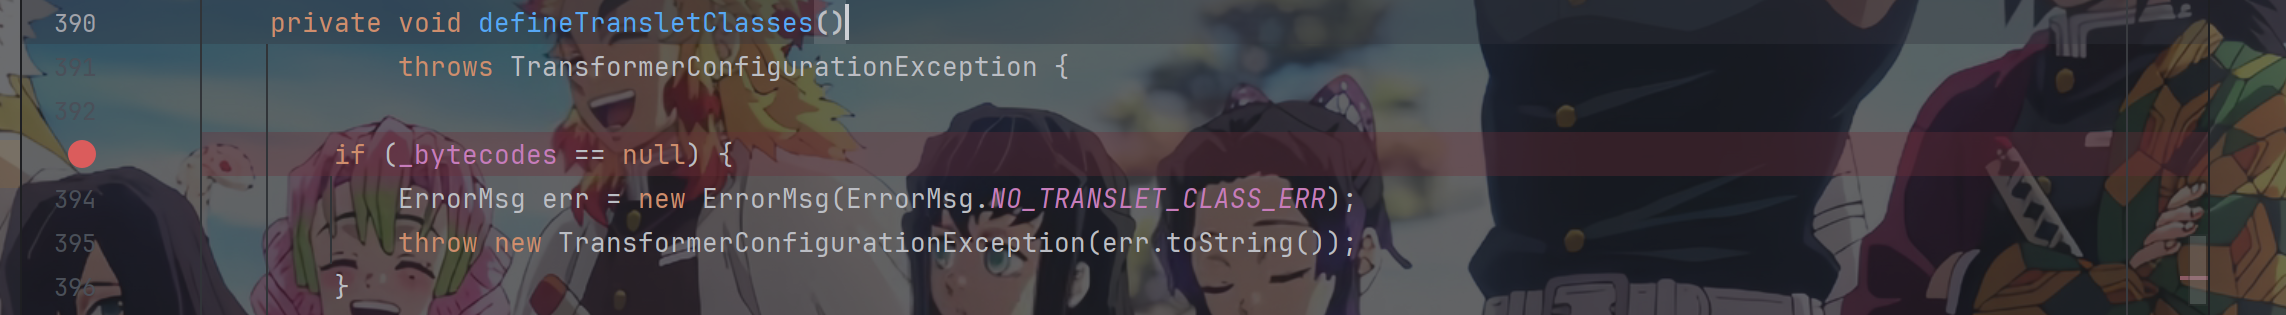 390 private void defineTransletClasses()
391 throws TransformerConfigurationException {
392
if (_bytecodes == null) {
394 ErrorMsg err = new ErrorMsg(ErrorMsg.NO_TRANSLET_CLASS_ERR);
395 throw new TransformerConfigurationException(err.toString());
396 }